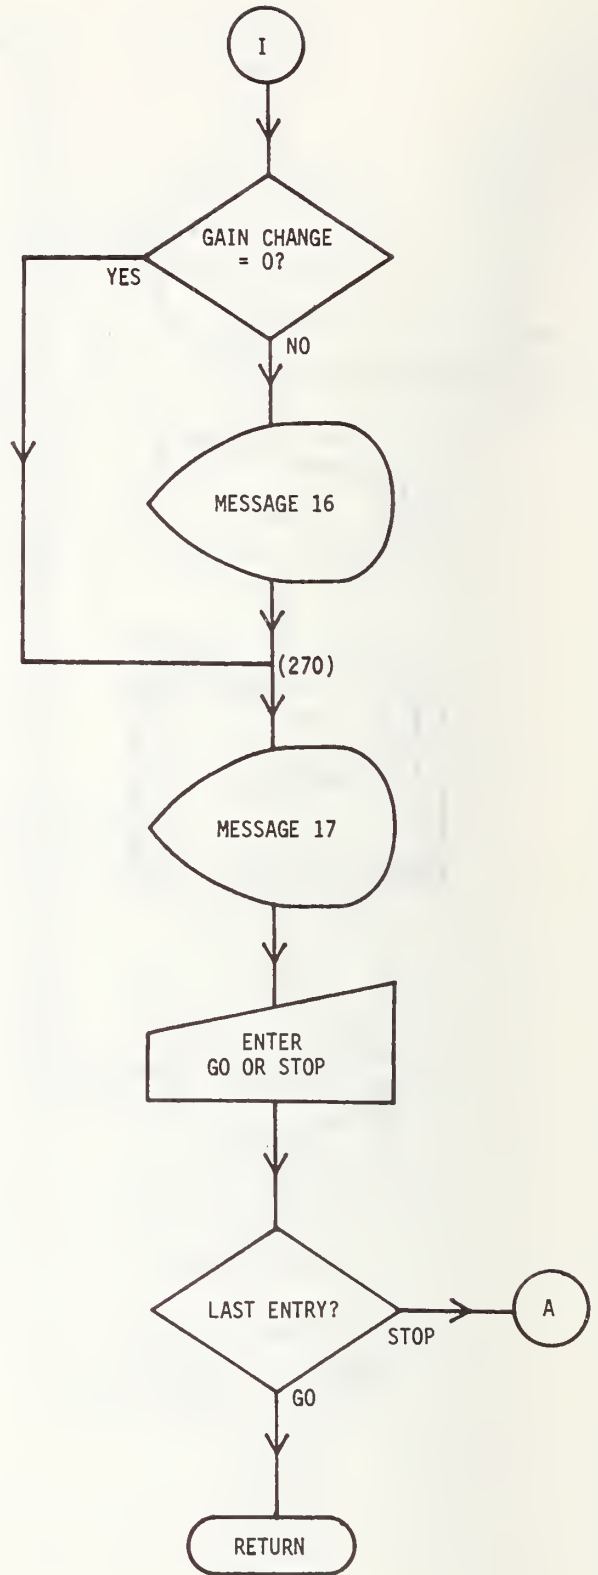 I
GAIN CHANGE
= 0?
YES
NO
MESSAGE 16
(270)
MESSAGE 17
ENTER
GO OR STOP
LAST ENTRY?
A
STOP
GO
RETURN